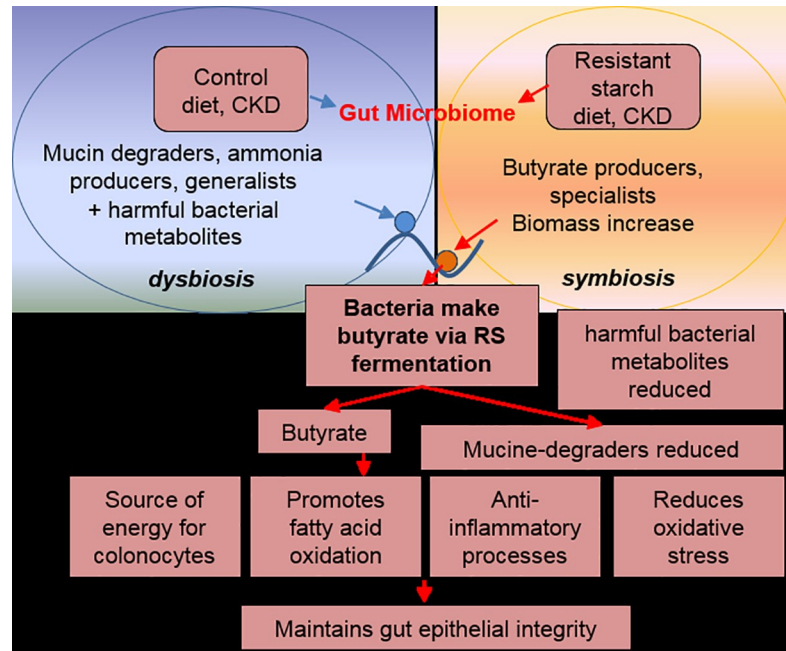 Control
diet, CKD
Gut Microbiome
Resistant
starch
diet, CKD
Mucin degraders, ammonia
producers, generalists
+ harmful bacterial
metabolites
dysbiosis
Butyrate producers,
specialists
Biomass increase
symbiosis
Bacteria make
butyrate via RS
fermentation
harmful bacterial
metabolites
reduced
Butyrate
Mucine-degraders reduced
Source of
energy for
colonocytes
Promotes
fatty acid
oxidation
Anti-
inflammatory
processes
Reduces
oxidative
stress
Maintains gut epithelial integrity